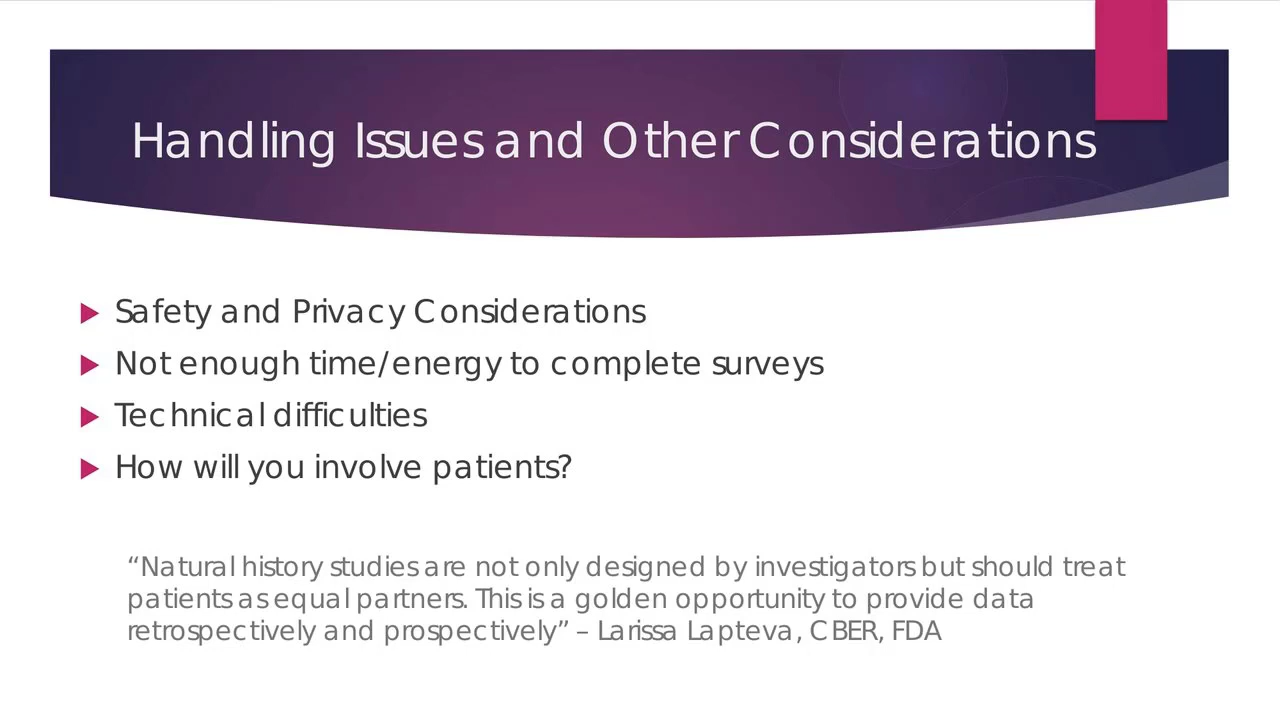 Handling Issues and Other Considerations
Safety and Privacy Considerations
Not enough time/energy to complete surveys
Technical difficulties
How will you involve patients?
“Natural history studies are not only designed by investigators but should treat
patients as equal partners. This is a golden opportunity to provide data
retrospectively and prospectively” – Larissa Lapteva, CBER, FDA